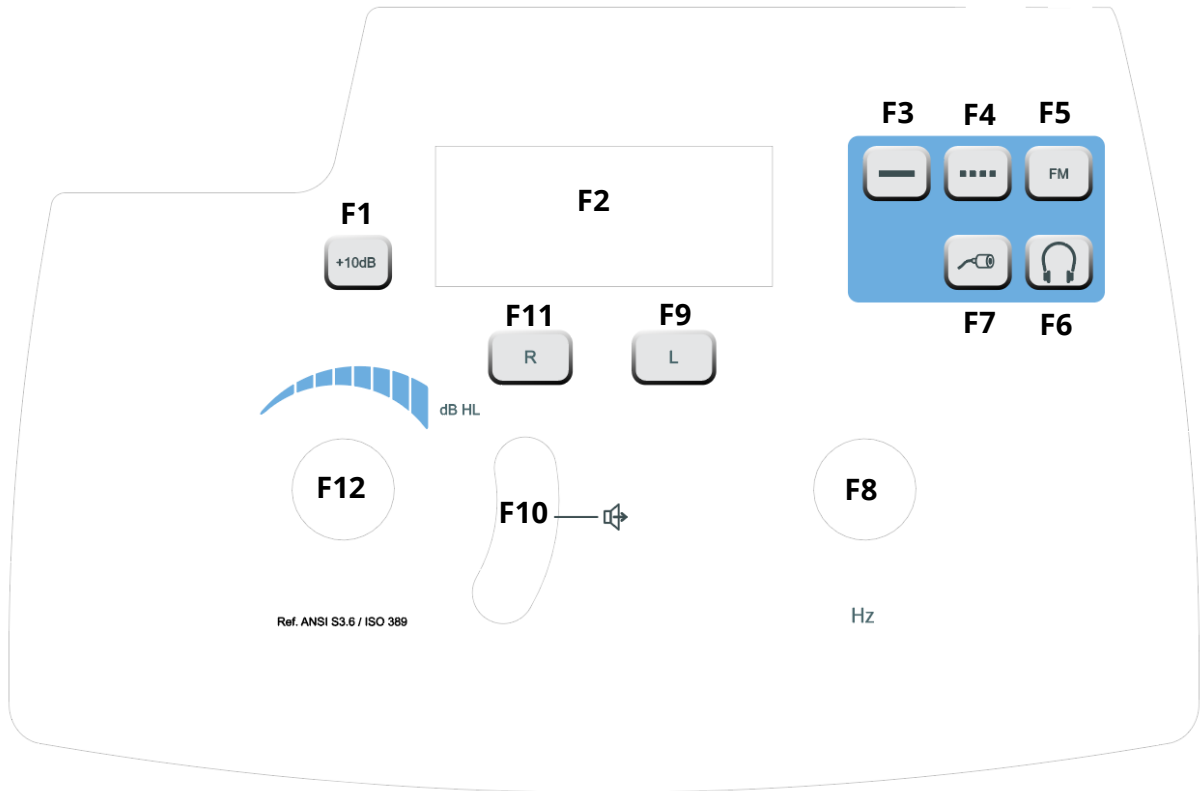 F3 F4 F5
FM
F2
F1
+10dB
F7 F6
F11 F9
R L
dB HL
F12 F10 F8
Ref. ANSI S3.6 / ISO 389
Hz